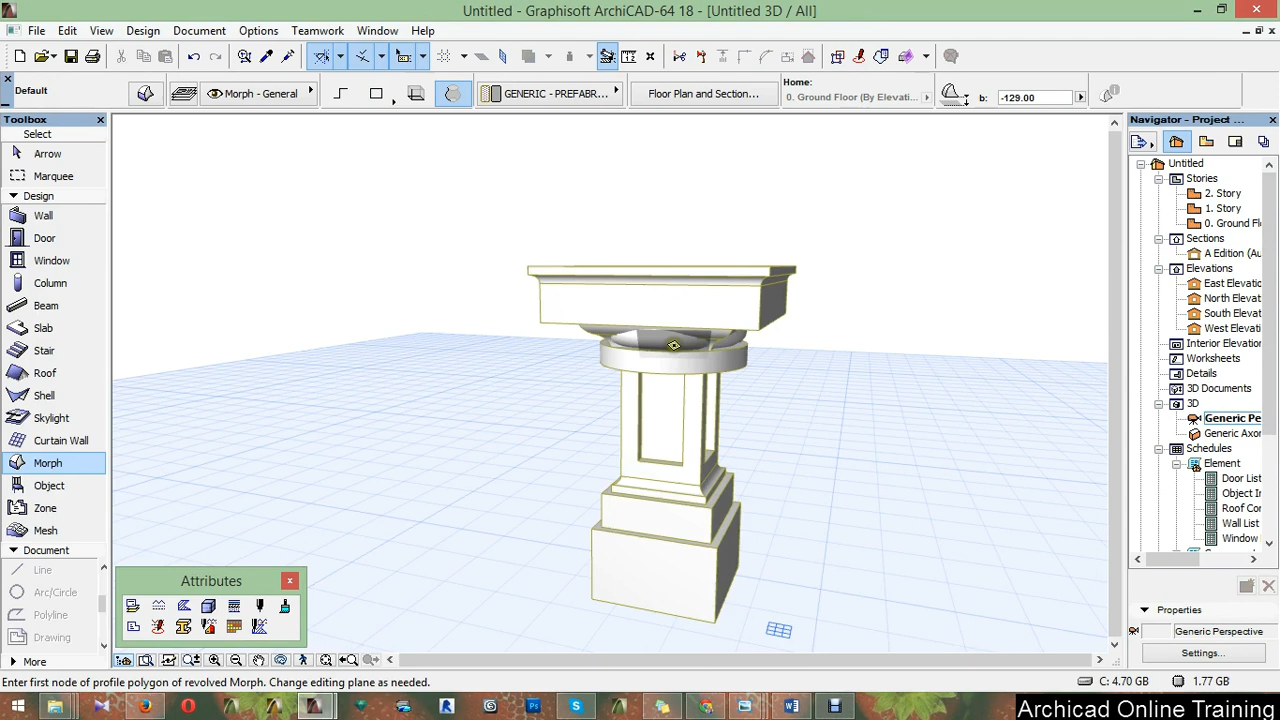 Untitled - Graphisoft ArchiCAD-64 18 - [Untitled 3D / All]
File Edit View Design Document Options Teamwork Window Help
Default
Morph - General
GENERIC - PREFABR...
Floor Plan and Section...
Home:
0. Ground Floor (By Elevati...
b:
-129.00
Toolbox
Select
Arrow
Marquee
Design
Wall
Door
Window
Column
Beam
Slab
Stair
Roof
Shell
Skylight
Curtain Wall
Morph
Object
Zone
Mesh
Document
Line
Arc/Circle
Polyline
Drawing
More
Attributes
Navigator - Project ...
Untitled
Stories
2. Story
1. Story
0. Ground Fl
Sections
A Edition (Au
Elevations
East Elevatio
North Elevat
South Elevat
West Elevati
Interior Elevation
Worksheets
Details
3D Documents
3D
Generic Pe
Generic Axon
Schedules
Element
Door List
Object In
Roof Cor
Wall List
Window
Properties
Generic Perspective
Settings...
Enter first node of profile polygon of revolved Morph. Change editing plane as needed.
C: 4.70 GB
1.77 GB
Archicad Online Training